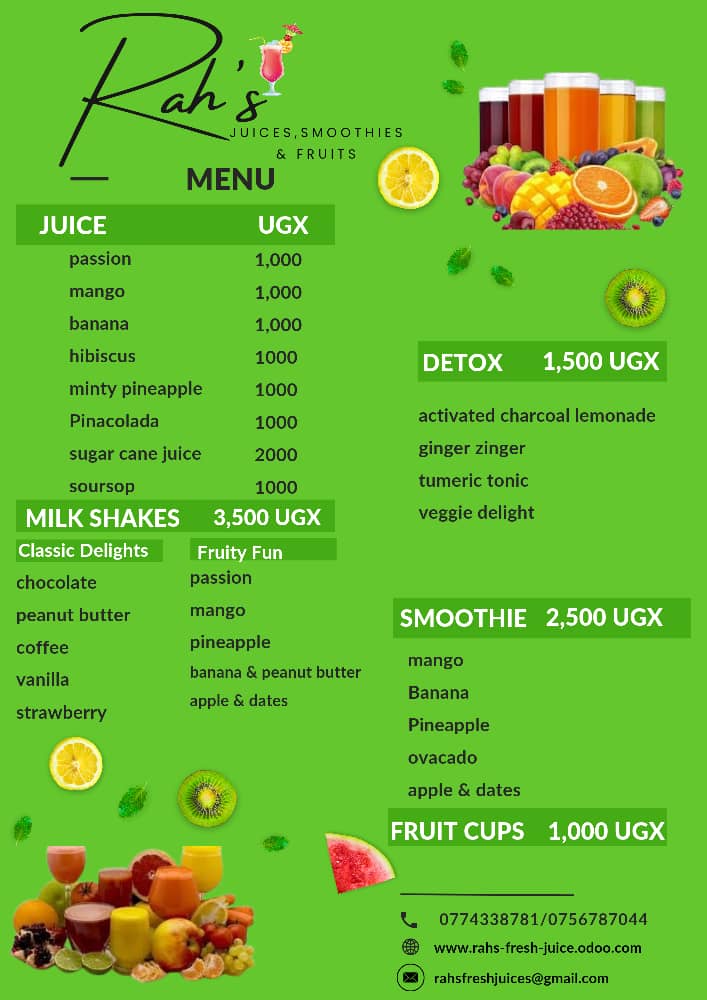 Rah's
JUICES,SMOOTHIES
& FRUITS
MENU
JUICE UGX
passion 1,000
mango 1,000
banana 1,000
hibiscus 1000
minty pineapple 1000
Pinacolada 1000
sugar cane juice 2000
soursop 1000
MILK SHAKES 3,500 UGX
Classic Delights
chocolate
peanut butter
coffee
vanilla
strawberry
Fruity Fun
passion
mango
pineapple
banana & peanut butter
apple & dates
DETOX 1,500 UGX
activated charcoal lemonade
ginger zinger
tumeric tonic
veggie delight
SMOOTHIE 2,500 UGX
mango
Banana
Pineapple
ovacado
apple & dates
FRUIT CUPS 1,000 UGX
0774338781/0756787044
www.rahs-fresh-juice.odoo.com
rahsfreshjuices@gmail.com